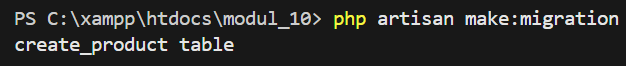 PS C:\xampp\htdocs\modul_10> php artisan make:migration
create_product table